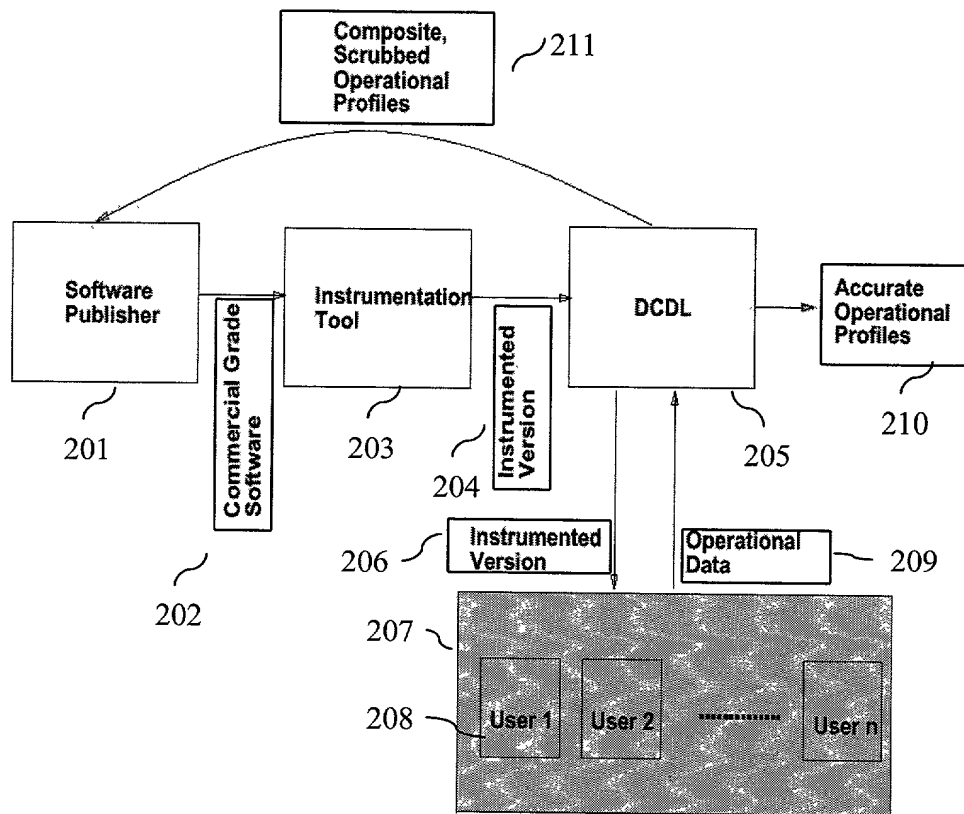 Composite,
Scrubbed
Operational
Profiles
211
Software
Publisher
201
Commercial Grade
Software
202
Instrumentation
Tool
203
Instrumented
Version
204
DCDL
205
Accurate
Operational
Profiles
210
206
Instrumented
Version
Operational
Data
209
207
208
User 1
User 2
User n